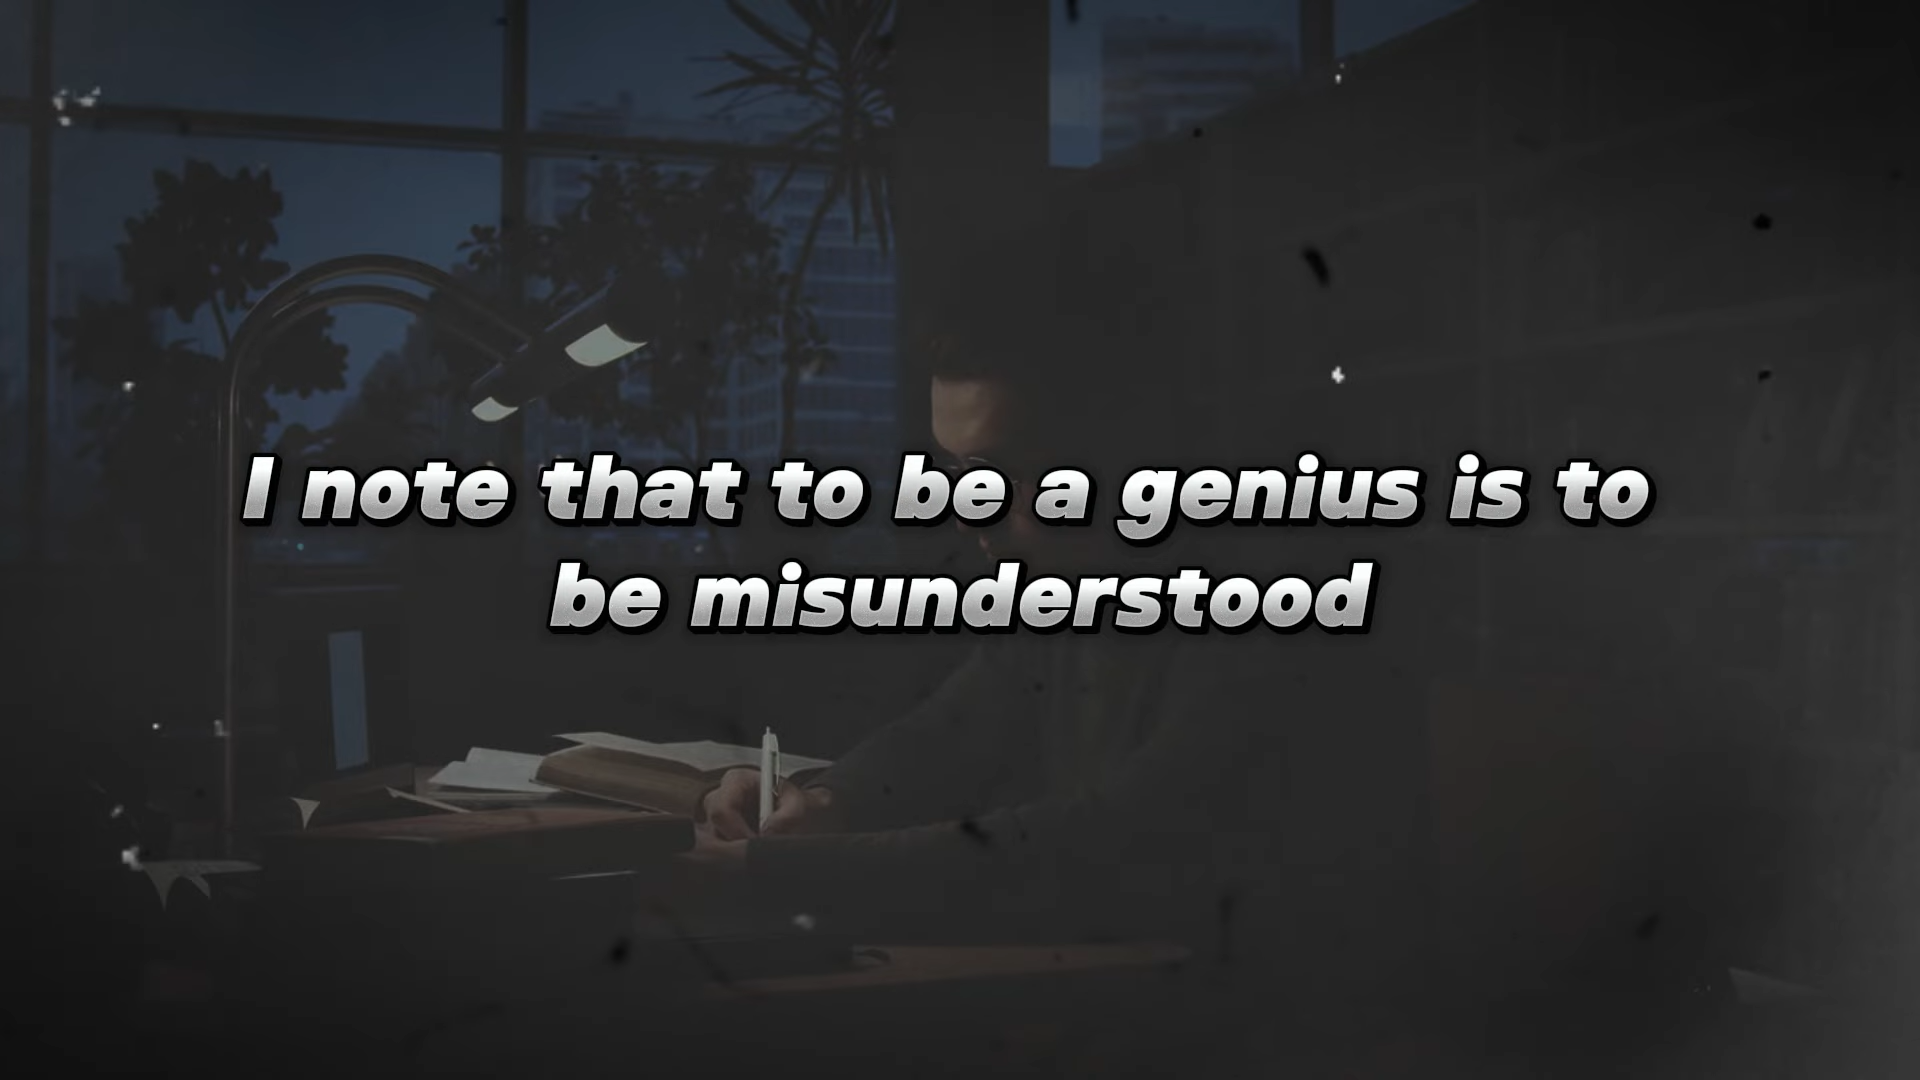 I note that to be a genius is to
be misunderstood